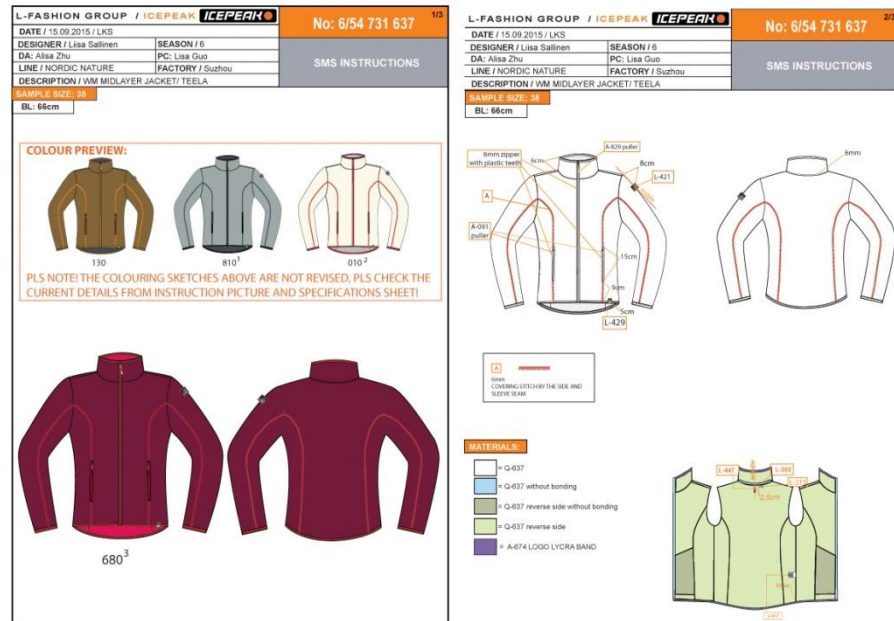 L-FASHION GROUP / ICEPEAK ICEPEAK
No: 6/54 731 637
1/3
DATE / 15.09.2015 / LKS
DESIGNER / Liisa Sallinen
SEASON / 6
DA: Alisa Zhu
PC: Lisa Guo
LINE / NORDIC NATURE
FACTORY / Suzhou
DESCRIPTION / WM MIDLAYER JACKET/ TEELA
SMS INSTRUCTIONS
SAMPLE SIZE: 38
BL: 66cm
COLOUR PREVIEW:
130
810 1
010 2
PLS NOTE! THE COLOURING SKETCHES ABOVE ARE NOT REVISED, PLS CHECK THE
CURRENT DETAILS FROM INSTRUCTION PICTURE AND SPECIFICATIONS SHEET!
680 3
L-FASHION GROUP / ICEPEAK ICEPEAK
No: 6/54 731 637
DATE / 15.09.2015 / LKS
DESIGNER / Liisa Sallinen
SEASON / 6
DA: Alisa Zhu
PC: Lisa Guo
LINE / NORDIC NATURE
FACTORY / Suzhou
DESCRIPTION / WM MIDLAYER JACKET/ TEELA
SMS INSTRUCTIONS
SAMPLE SIZE: 38
BL: 66cm
6mm zipper
with plastic teeth
6cm
A-829 puller
8cm
L-421
A
A-091
puller
15cm
9cm
5cm
L-429
6mm
A
6mm
COVERING STITCH BY THE SIDE AND
SLEEVE SEAM
MATERIALS:
= Q-637
= Q-637 without bonding
= Q-637 reverse side without bonding
= Q-637 reverse side
= A-674 LOGO LYCRA BAND
2,5cm